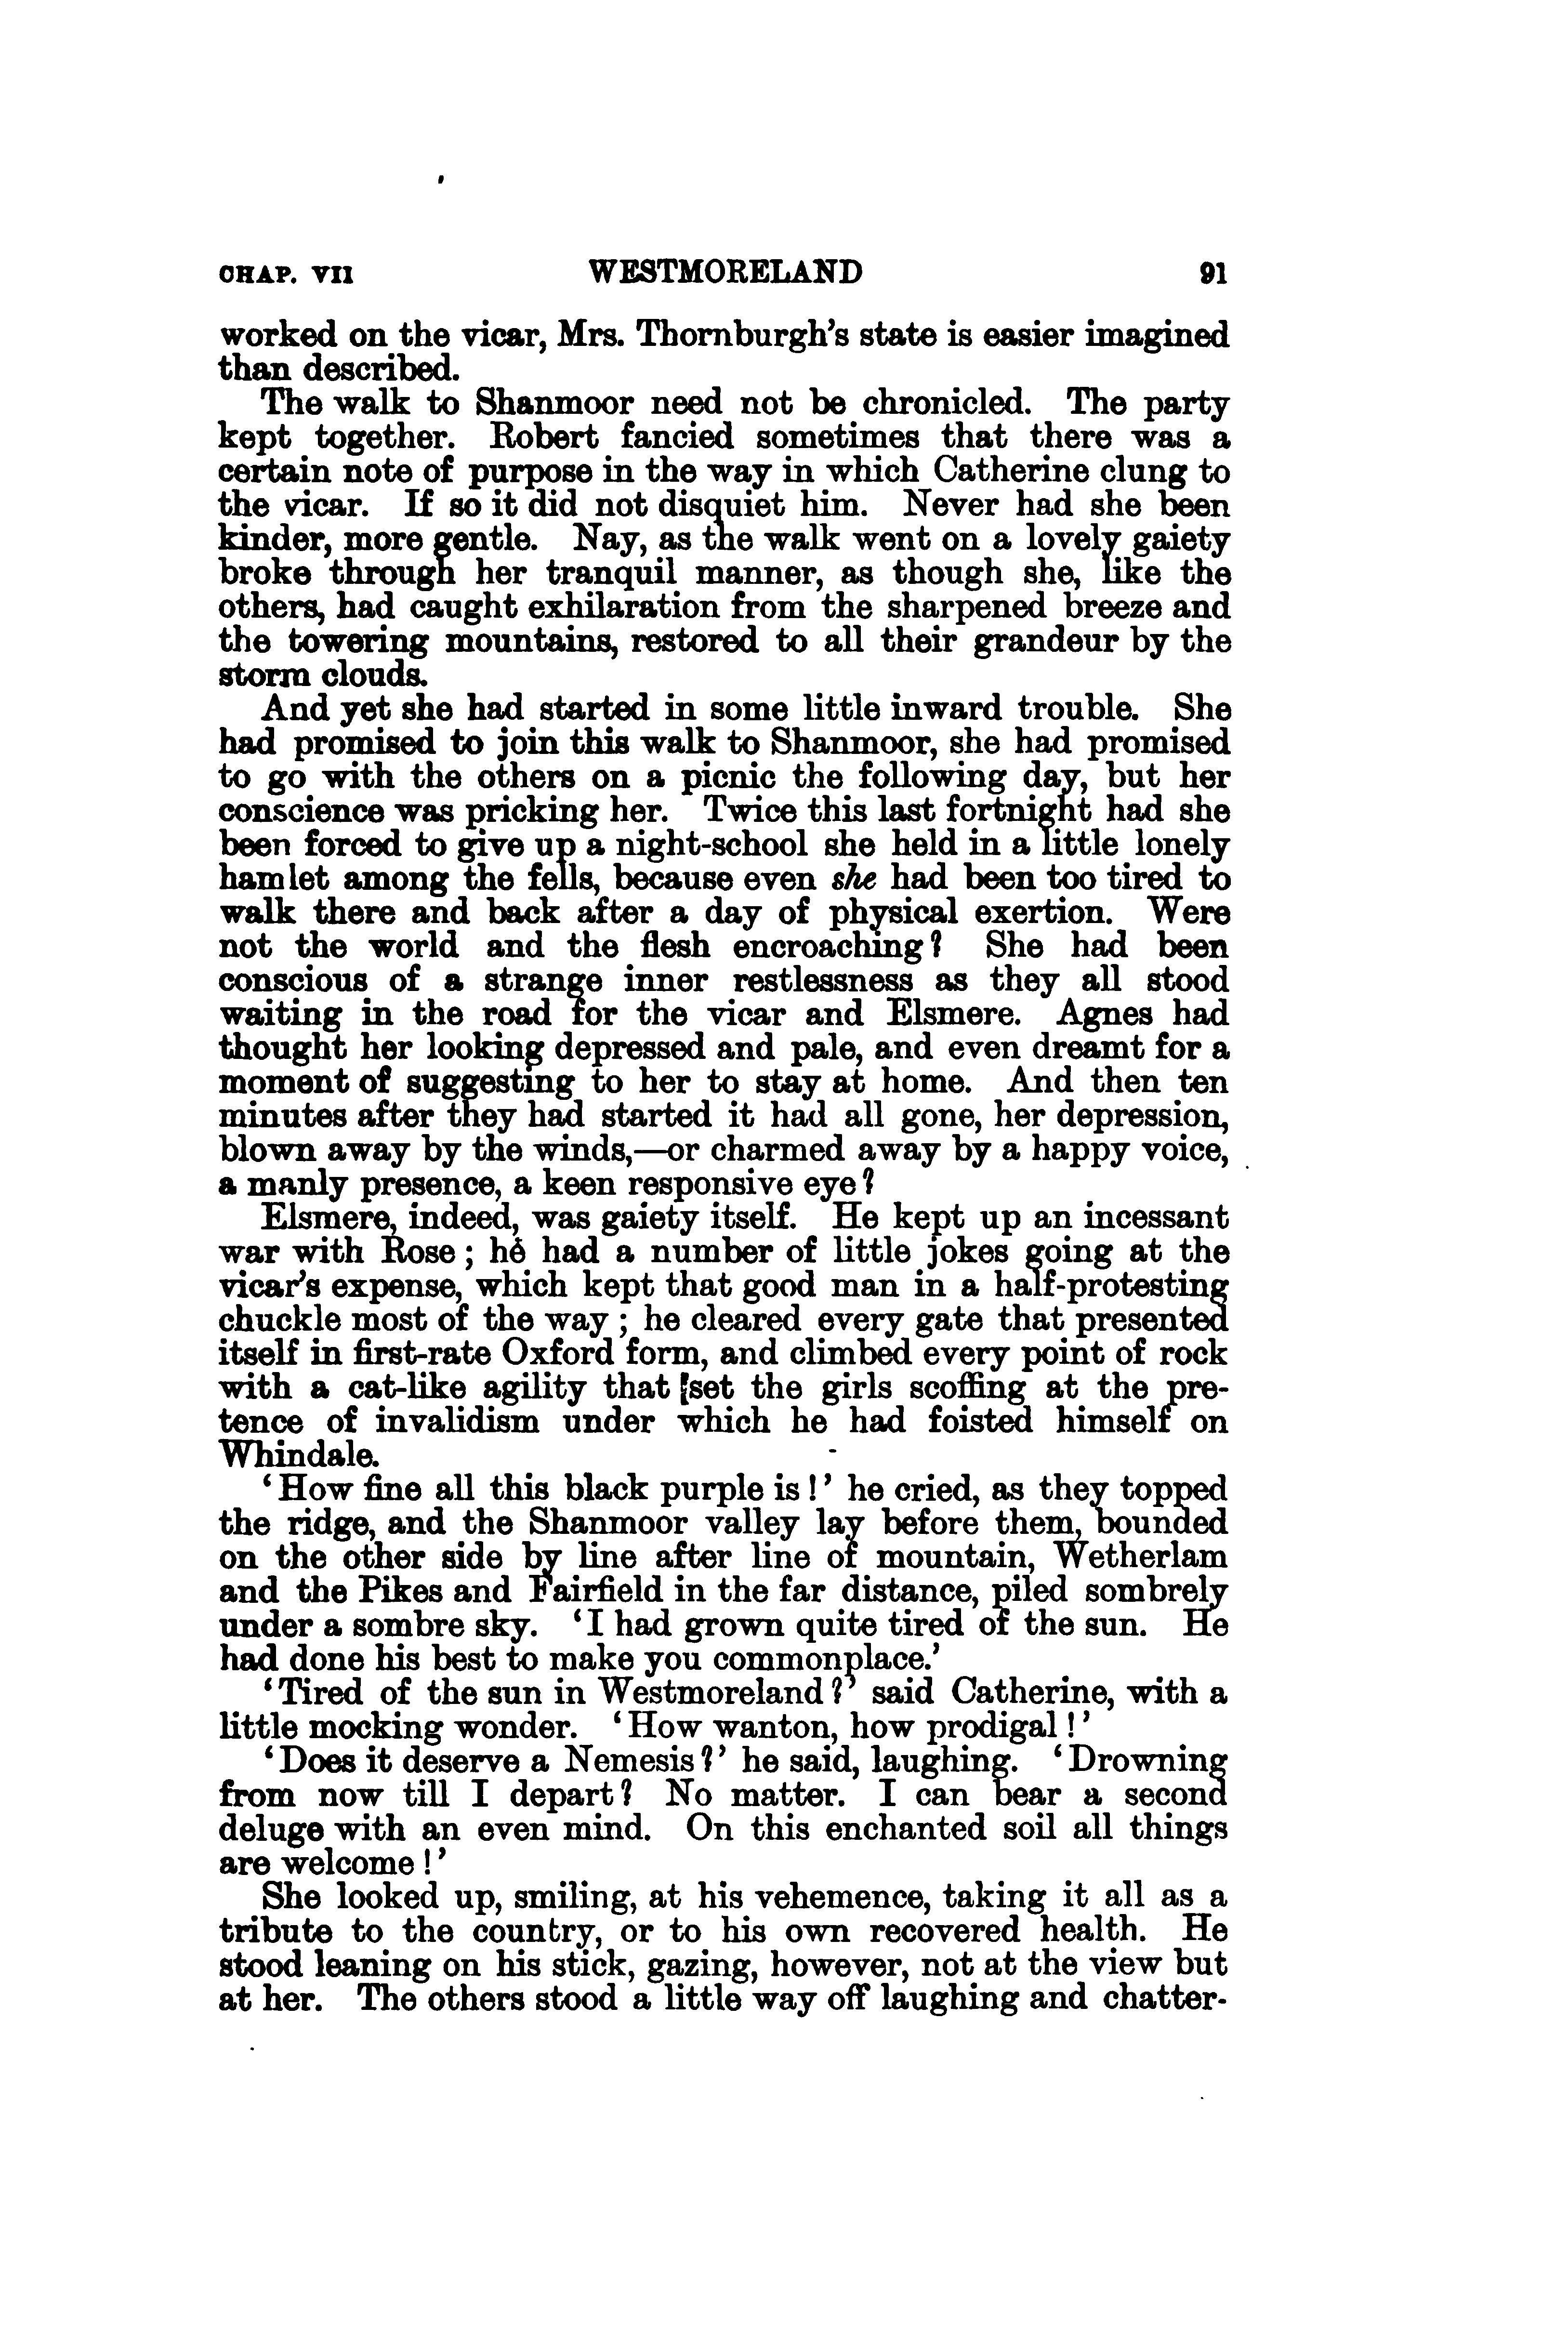 CHAP. VII WESTMORELAND 91
worked on the vicar, Mrs. Thornburgh's state is easier imagined
than described.
The walk to Shanmoor need not be chronicled. The party
kept together. Robert fancied sometimes that there was a
certain note of purpose in the way in which Catherine clung to
the vicar. If so it did not disquiet him. Never had she been
kinder, more gentle. Nay, as the walk went on a lovely gaiety
broke through her tranquil manner, as though she, like the
others, had caught exhilaration from the sharpened breeze and
the towering mountains, restored to all their grandeur by the
storm clouds.
And yet she had started in some little inward trouble. She
had promised to join this walk to Shanmoor, she had promised
to go with the others on a picnic the following day, but her
conscience was pricking her. Twice this last fortnight had she
been forced to give up a night-school she held in a little lonely
hamlet among the fells, because even she had been too tired to
walk there and back after a day of physical exertion. Were
not the world and the flesh encroaching? She had been
conscious of a strange inner restlessness as they all stood
waiting in the road for the vicar and Elsmere. Agnes had
thought her looking depressed and pale, and even dreamt for a
moment of suggesting to her to stay at home. And then ten
minutes after they had started it had all gone, her depression,
blown away by the winds,—or charmed away by a happy voice,
a manly presence, a keen responsive eye?
Elsmere, indeed, was gaiety itself. He kept up an incessant
war with Rose; he had a number of little jokes going at the
vicar's expense, which kept that good man in a half-protesting
chuckle most of the way; he cleared every gate that presented
itself in first-rate Oxford form, and climbed every point of rock
with a cat-like agility that set the girls scoffing at the pre-
tence of invalidism under which he had foisted himself on
Whindale.
'How fine all this black purple is!' he cried, as they topped
the ridge, and the Shanmoor valley lay before them, bounded
on the other side by line after line of mountain, Wetherlam
and the Pikes and Fairfield in the far distance, piled sombrely
under a sombre sky. 'I had grown quite tired of the sun. He
had done his best to make you commonplace.'
'Tired of the sun in Westmoreland?' said Catherine, with a
little mocking wonder. 'How wanton, how prodigal!'
'Does it deserve a Nemesis?' he said, laughing. 'Drowning
from now till I depart? No matter. I can bear a second
deluge with an even mind. On this enchanted soil all things
are welcome!'
She looked up, smiling, at his vehemence, taking it all as a
tribute to the country, or to his own recovered health. He
stood leaning on his stick, gazing, however, not at the view but
at her. The others stood a little way off laughing and chatter-